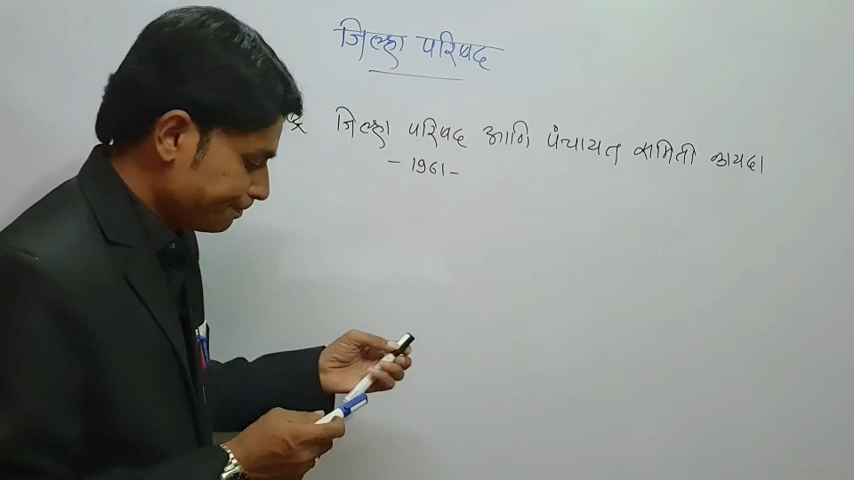 जिल्हा परिषद
जिल्हा परिषद आणि पंचायत समिती कायदा
- 1961 -